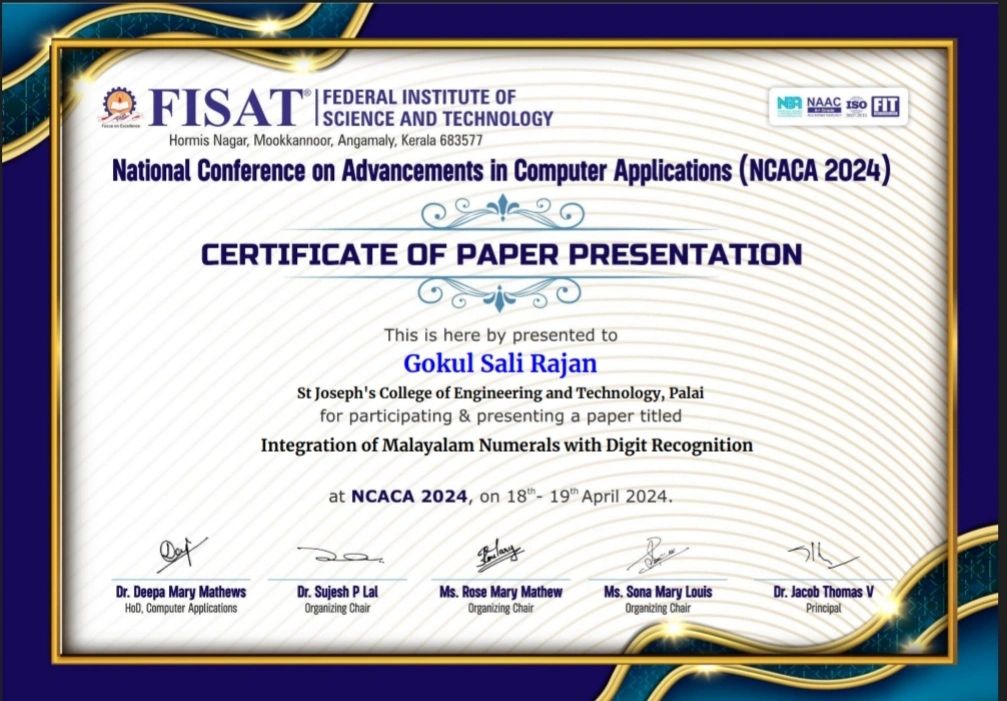 FISAT® FEDERAL INSTITUTE OF
SCIENCE AND TECHNOLOGY
Focus on Excellence
NBA NAAC ISO FIIT
Hormis Nagar, Mookkannoor, Angamaly, Kerala 683577
National Conference on Advancements in Computer Applications (NCACA 2024)
CERTIFICATE OF PAPER PRESENTATION
This is here by presented to
Gokul Sali Rajan
St Joseph's College of Engineering and Technology, Palai
for participating & presenting a paper titled
Integration of Malayalam Numerals with Digit Recognition
at NCACA 2024, on 18th- 19th April 2024.
Dr. Deepa Mary Mathews
HoD, Computer Applications
Dr. Sujesh P Lal
Organizing Chair
Ms. Rose Mary Mathew
Organizing Chair
Ms. Sona Mary Louis
Organizing Chair
Dr. Jacob Thomas V
Principal